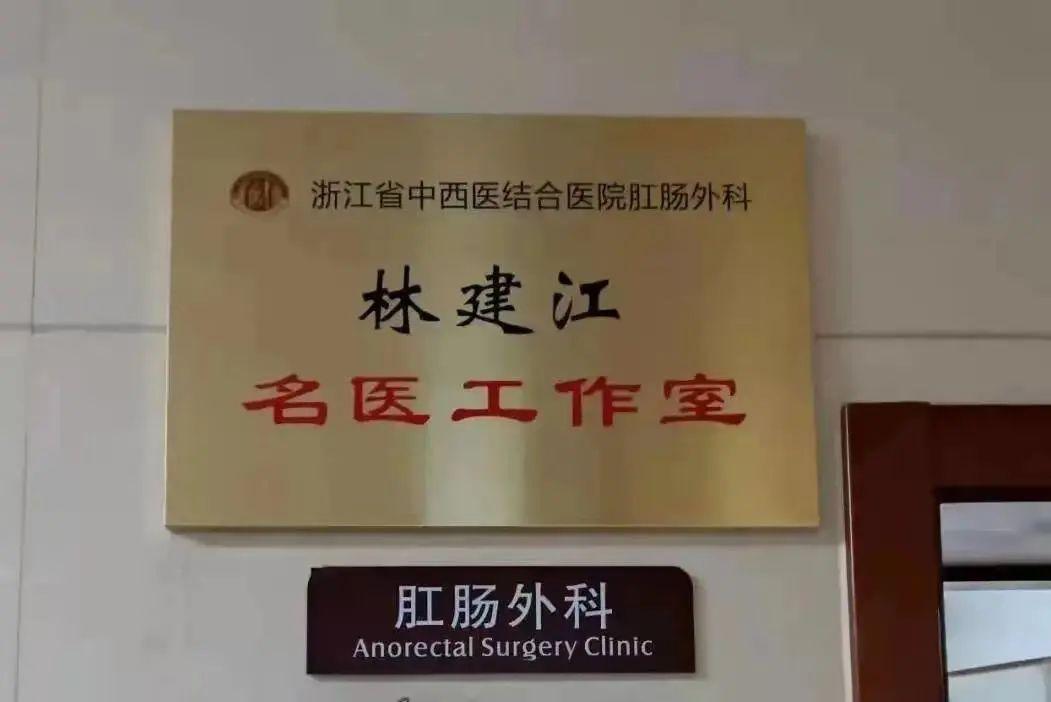 浙江省中西医结合医院肛肠外科
林建江
名医工作室
肛肠外科
Anorectal Surgery Clinic